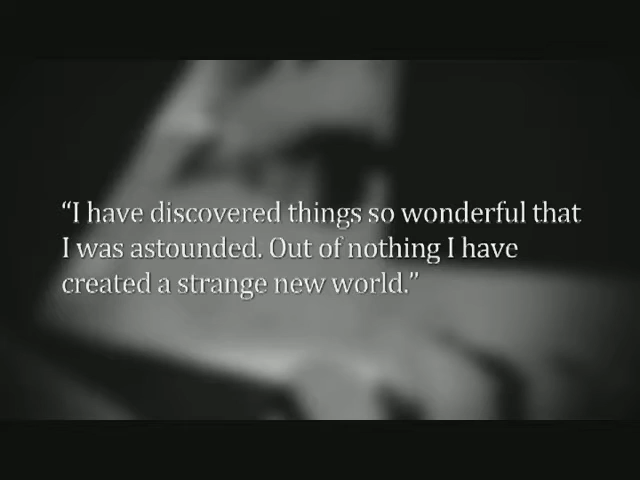 “I have discovered things so wonderful that
I was astounded. Out of nothing I have
created a strange new world.”